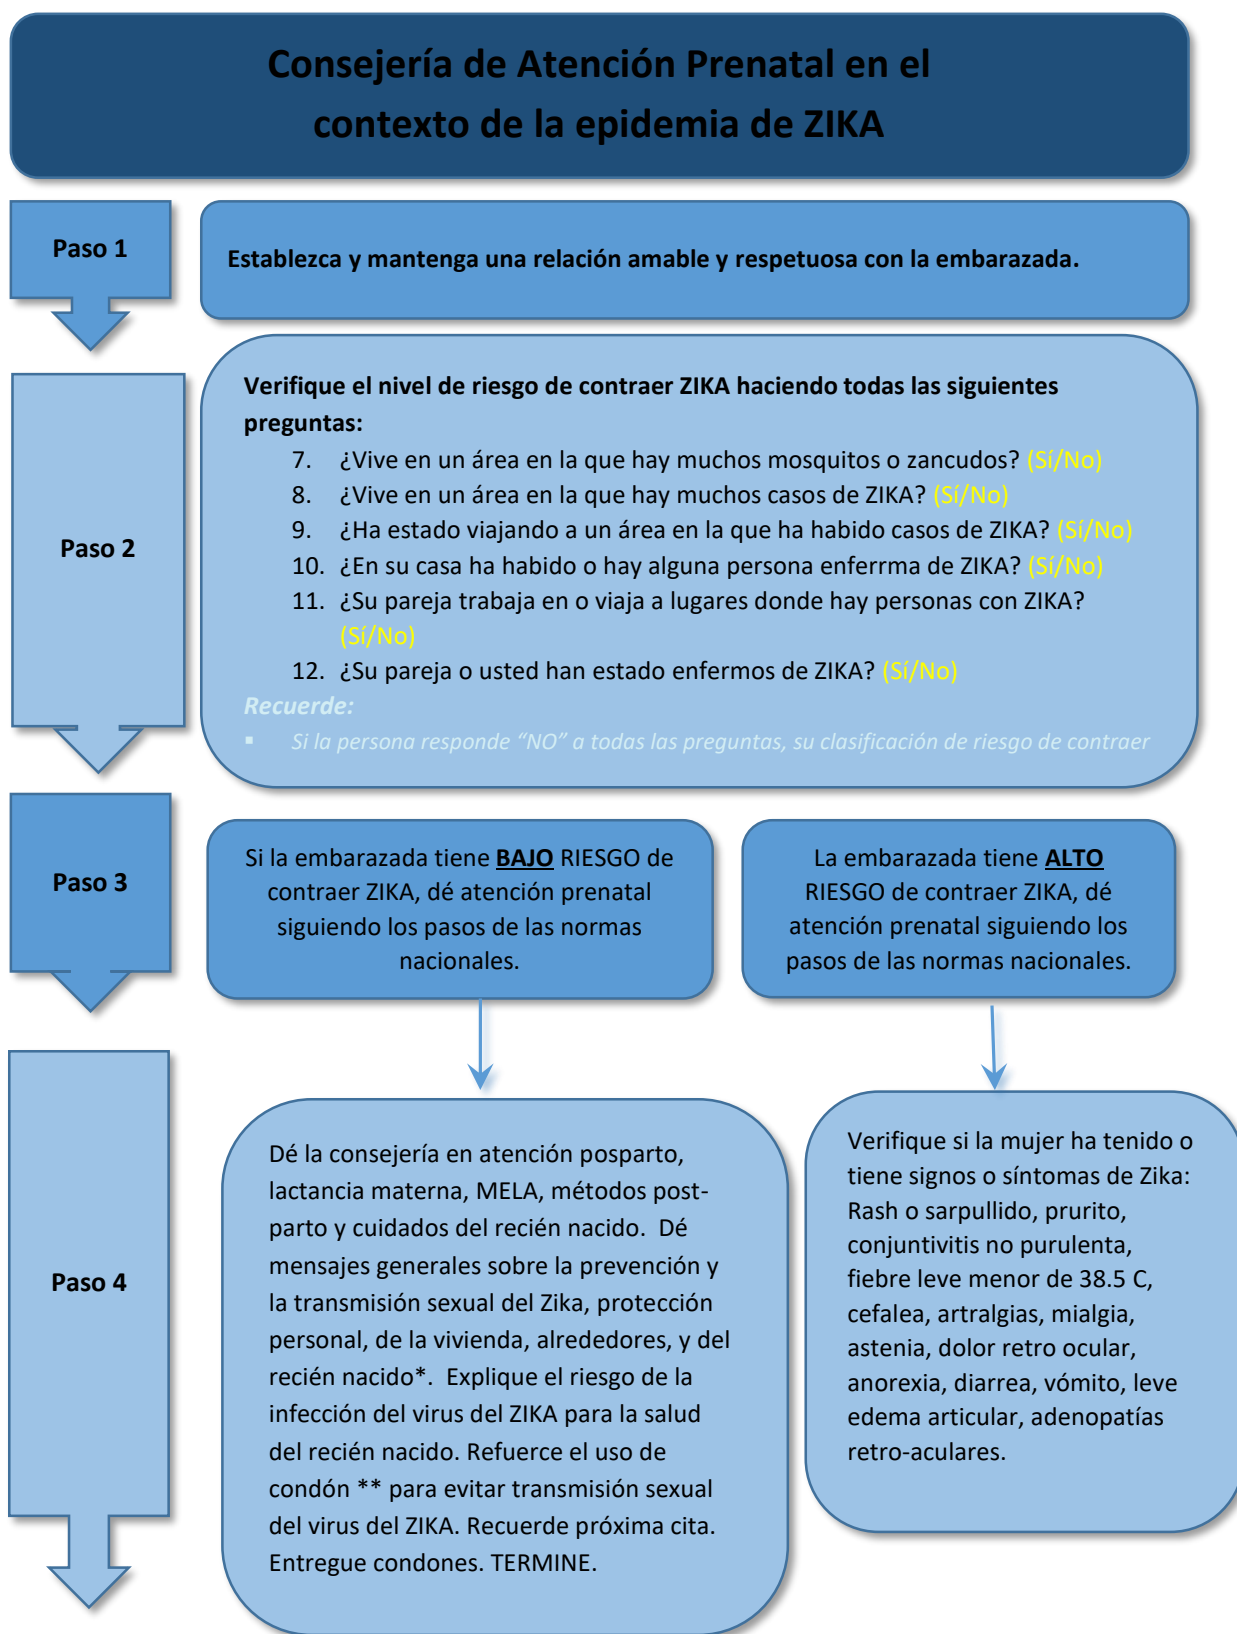 Consejería de Atención Prenatal en el
contexto de la epidemia de ZIKA
Paso 1
Establezca y mantenga una relación amable y respetuosa con la embarazada.
Paso 2
Verifique el nivel de riesgo de contraer ZIKA haciendo todas las siguientes
preguntas:
7. ¿Vive en un área en la que hay muchos mosquitos o zancudos? (Sí/No)
8. ¿Vive en un área en la que hay muchos casos de ZIKA? (Sí/No)
9. ¿Ha estado viajando a un área en la que ha habido casos de ZIKA? (Sí/No)
10. ¿En su casa ha habido o hay alguna persona enferrma de ZIKA? (Sí/No)
11. ¿Su pareja trabaja en o viaja a lugares donde hay personas con ZIKA?
(Sí/No)
12. ¿Su pareja o usted han estado enfermos de ZIKA? (Sí/No)
Recuerde:
▪ Si la persona responde “NO” a todas las preguntas, su clasificación de riesgo de contraer
Paso 3
Si la embarazada tiene BAJO RIESGO de
contraer ZIKA, dé atención prenatal
siguiendo los pasos de las normas
nacionales.
La embarazada tiene ALTO
RIESGO de contraer ZIKA, dé
atención prenatal siguiendo los
pasos de las normas nacionales.
Paso 4
Dé la consejería en atención posparto,
lactancia materna, MELA, métodos post-
parto y cuidados del recién nacido. Dé
mensajes generales sobre la prevención y
la transmisión sexual del Zika, protección
personal, de la vivienda, alrededores, y del
recién nacido*. Explique el riesgo de la
infección del virus del ZIKA para la salud
del recién nacido. Refuerce el uso de
condón ** para evitar transmisión sexual
del virus del ZIKA. Recuerde próxima cita.
Entregue condones. TERMINE.
Verifique si la mujer ha tenido o
tiene signos o síntomas de Zika:
Rash o sarpullido, prurito,
conjuntivitis no purulenta,
fiebre leve menor de 38.5 C,
cefalea, artralgias, mialgia,
astenia, dolor retro ocular,
anorexia, diarrea, vómito, leve
edema articular, adenopatías
retro-aculares.